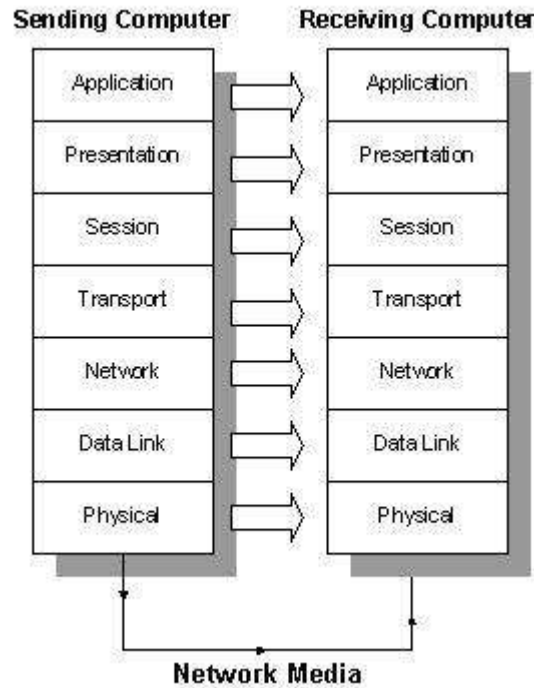 Sending Computer
Receiving Computer
Application
Application
Presentation
Presentation
Session
Session
Transport
Transport
Network
Network
Data Link
Data Link
Physical
Physical
Network Media